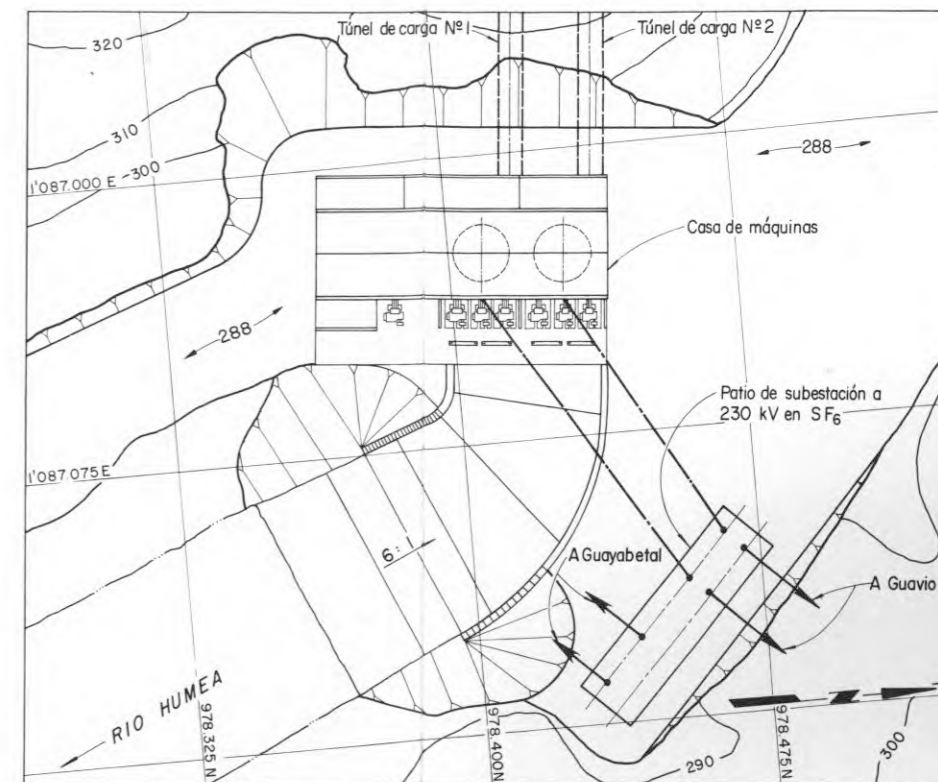 Túnel de carga Nº1
Túnel de carga Nº2
320
310
300
1'087.000 E
288
Casa de máquinas
288
Patio de subestación a
230 kV en SF₆
1'087.075 E
6:1
A Guayabetal
A Guavio
RIO HUMEA
978.325 N
978.400 N
978.475 N
290
300